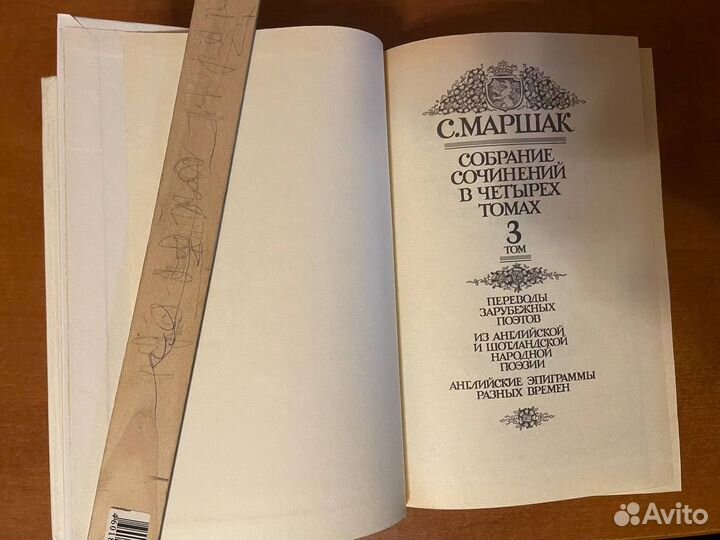 С.МАРШАК
СОБРАНИЕ
СОЧИНЕНИЙ
В ЧЕТЫРЕХ
ТОМАХ
3
ТОМ
ПЕРЕВОДЫ
ЗАРУБЕЖНЫХ
ПОЭТОВ
ИЗ АНГЛИЙСКОЙ
И ШОТЛАНДСКОЙ
НАРОДНОЙ
ПОЭЗИИ
АНГЛИЙСКИЕ ЭПИГРАММЫ
РАЗНЫХ ВРЕМЕН
Avito